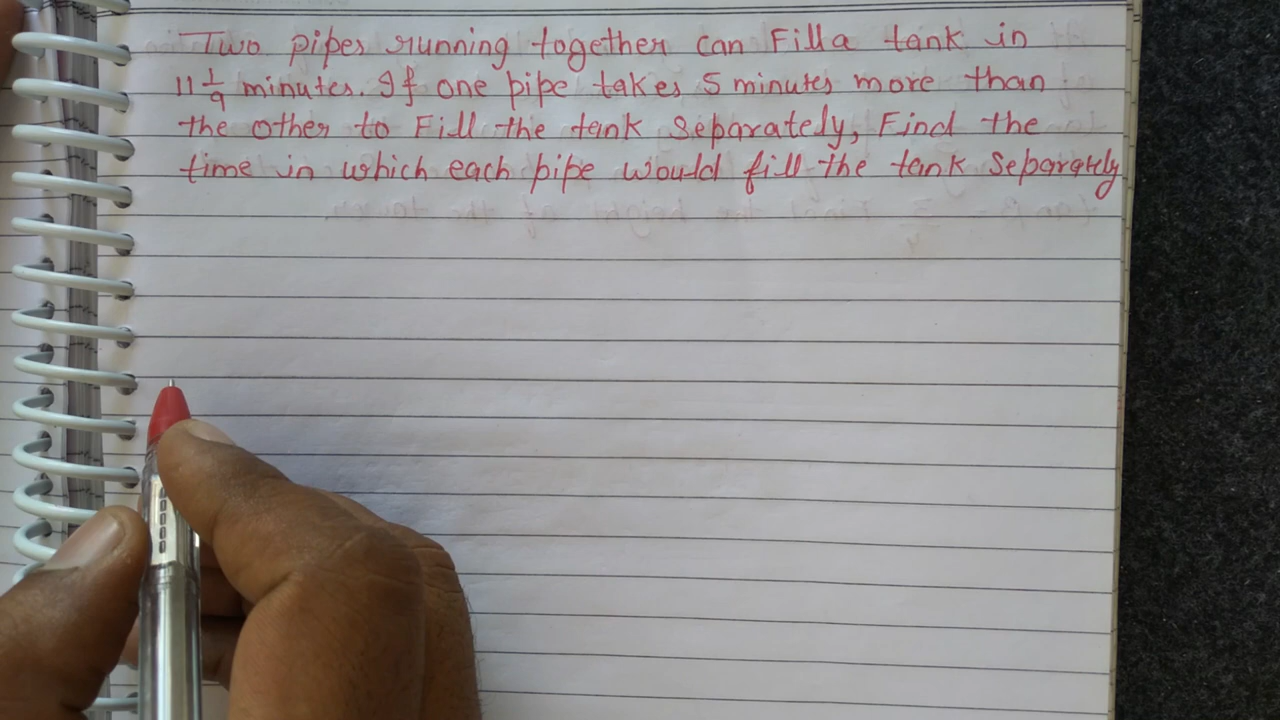 Two pipes running together can Fill a tank in
11 1/9 minutes. If one pipe takes 5 minutes more than
the other to Fill the tank Separately, Find the
time in which each pipe would fill the tank Separately